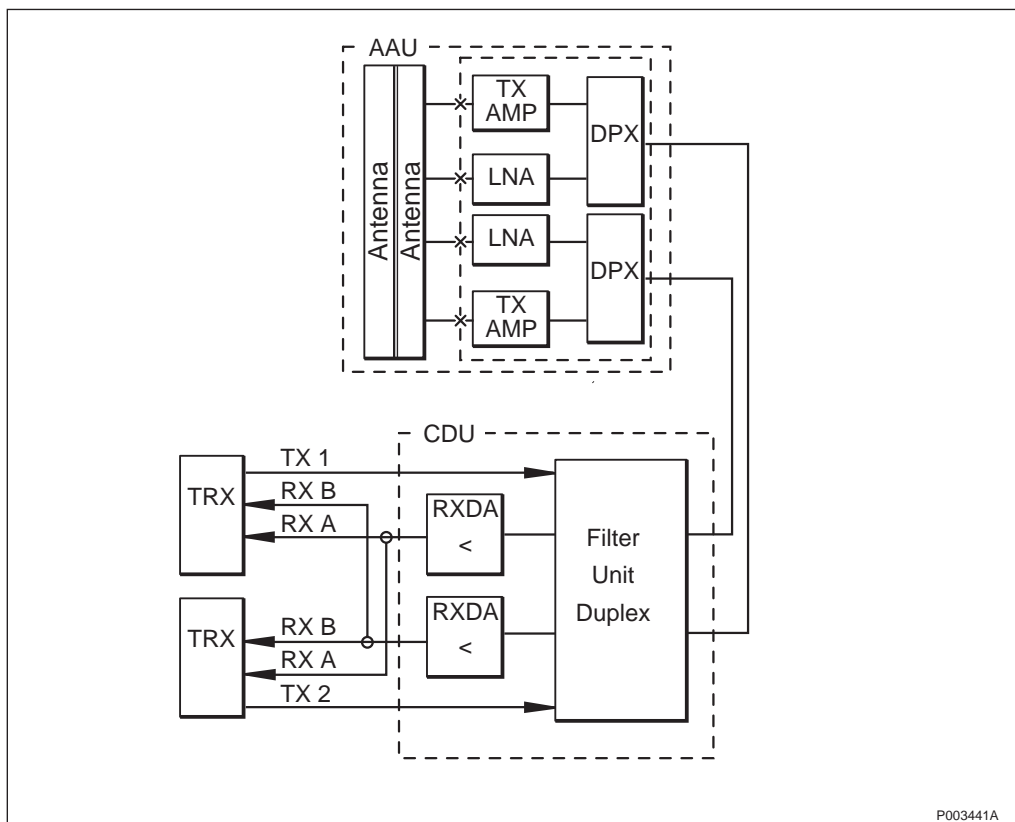 AAU
Antenna
Antenna
TX
AMP
DPX
LNA
LNA
DPX
TX
AMP
CDU
TX 1
TRX
RX B
RX A
RXDA
<
Filter
Unit
Duplex
TRX
RX B
RX A
TX 2
RXDA
<
P003441A